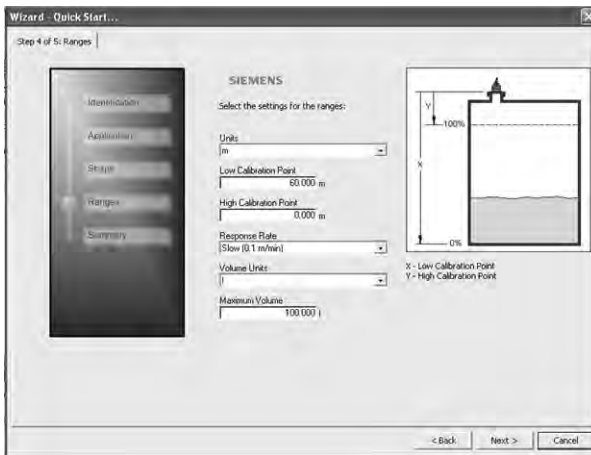 Wizard - Quick Start...
Step 4 of 5: Ranges
Identification
Application
Shape
Ranges
Summary
SIEMENS
Select the settings for the ranges:
Units
m
Low Calibration Point
60.000 m
High Calibration Point
0.000 m
Response Rate
Slow (0.1 m/min)
Volume Units
l
Maximum Volume
100.000 l
Y
100%
X
0%
X - Low Calibration Point
Y - High Calibration Point
< Back
Next >
Cancel